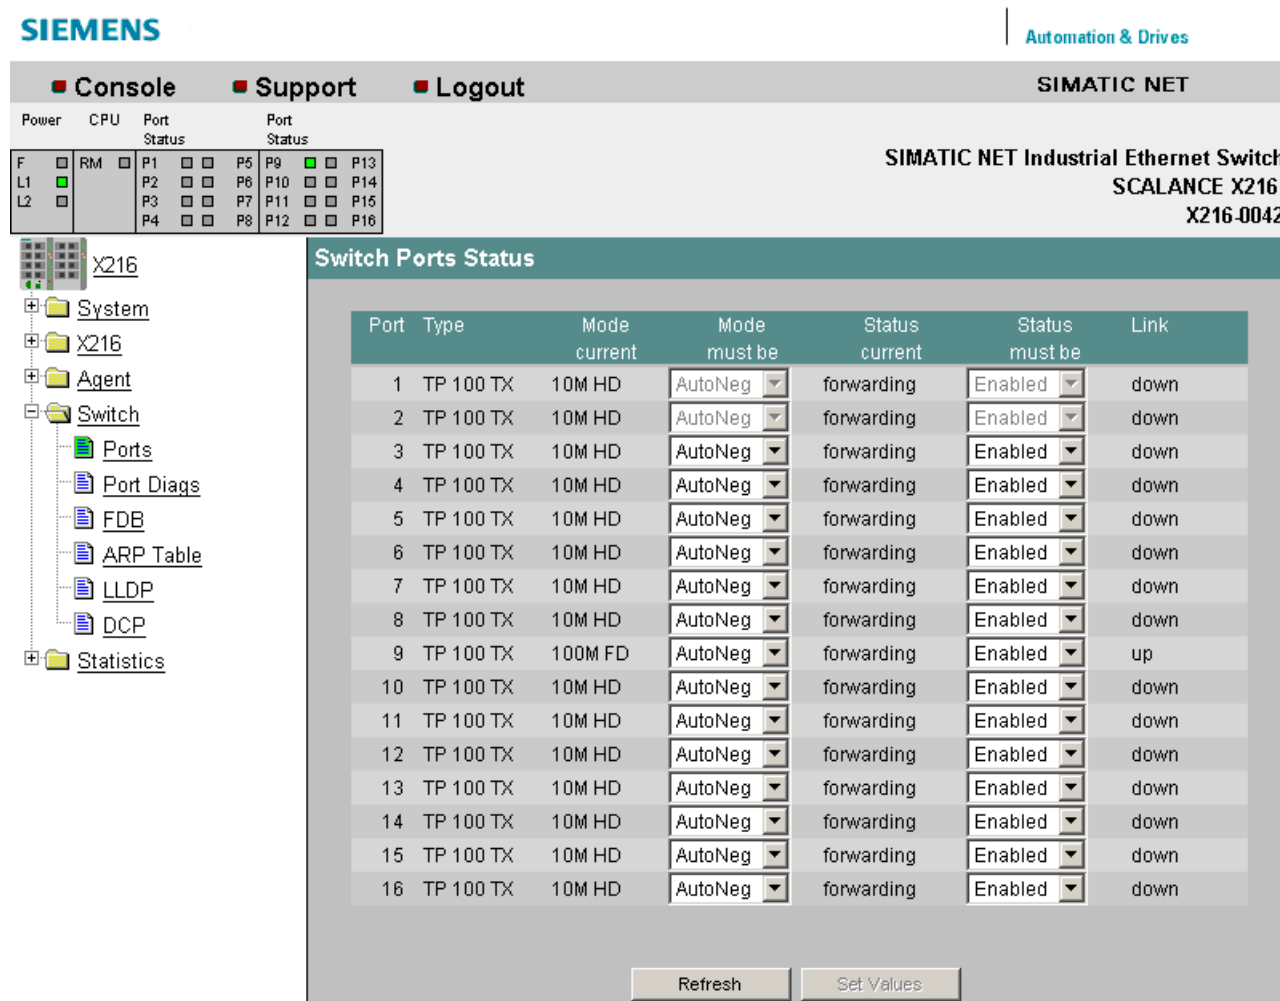 SIEMENS
Automation & Drives
Console Support Logout SIMATIC NET
Power CPU Port Status Port Status
F RM P1 P5 P9 P13
L1 P2 P6 P10 P14
L2 P3 P7 P11 P15
P4 P8 P12 P16
SIMATIC NET Industrial Ethernet Switch
SCALANCE X216
X216-0042
X216
System
X216
Agent
Switch
Ports
Port Diags
FDB
ARP Table
LLDP
DCP
Statistics
Switch Ports Status
Port Type Mode Mode Status Status Link
current must be current must be
1 TP 100 TX 10M HD AutoNeg forwarding Enabled down
2 TP 100 TX 10M HD AutoNeg forwarding Enabled down
3 TP 100 TX 10M HD AutoNeg forwarding Enabled down
4 TP 100 TX 10M HD AutoNeg forwarding Enabled down
5 TP 100 TX 10M HD AutoNeg forwarding Enabled down
6 TP 100 TX 10M HD AutoNeg forwarding Enabled down
7 TP 100 TX 10M HD AutoNeg forwarding Enabled down
8 TP 100 TX 10M HD AutoNeg forwarding Enabled down
9 TP 100 TX 100M FD AutoNeg forwarding Enabled up
10 TP 100 TX 10M HD AutoNeg forwarding Enabled down
11 TP 100 TX 10M HD AutoNeg forwarding Enabled down
12 TP 100 TX 10M HD AutoNeg forwarding Enabled down
13 TP 100 TX 10M HD AutoNeg forwarding Enabled down
14 TP 100 TX 10M HD AutoNeg forwarding Enabled down
15 TP 100 TX 10M HD AutoNeg forwarding Enabled down
16 TP 100 TX 10M HD AutoNeg forwarding Enabled down
Refresh Set Values